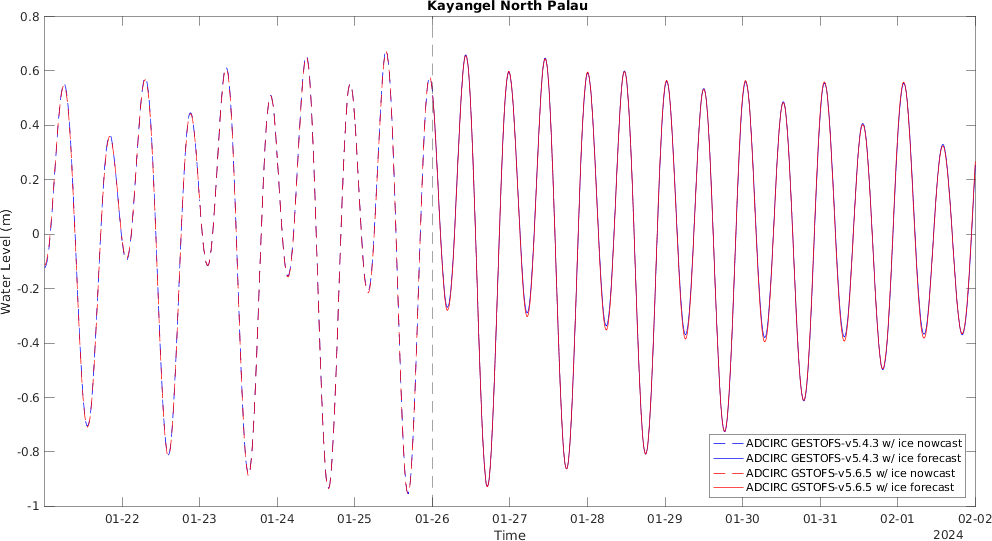 Kayangel North Palau
Water Level (m)
0.8
0.6
0.4
0.2
0
-0.2
-0.4
-0.6
-0.8
-1
ADCIRC GESTOFS-v5.4.3 w/ ice nowcast
ADCIRC GESTOFS-v5.4.3 w/ ice forecast
ADCIRC GSTOFS-v5.6.5 w/ ice nowcast
ADCIRC GSTOFS-v5.6.5 w/ ice forecast
01-22 01-23 01-24 01-25 01-26 01-27 01-28 01-29 01-30 01-31 02-01 02-02
Time
2024